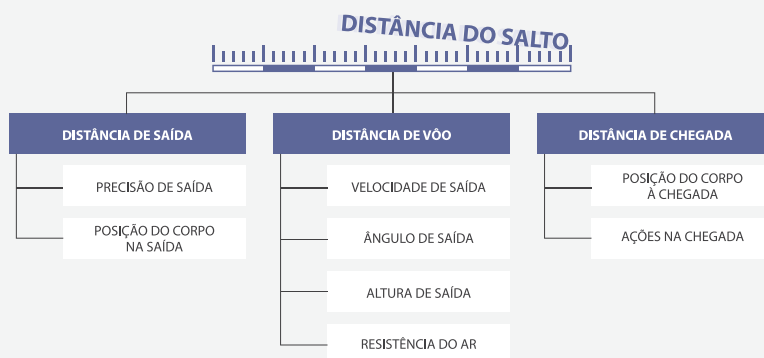 DISTÂNCIA DO SALTO
DISTÂNCIA DE SAÍDA
PRECISÃO DE SAÍDA
POSIÇÃO DO CORPO
NA SAÍDA
DISTÂNCIA DE VÔO
VELOCIDADE DE SAÍDA
ÂNGULO DE SAÍDA
ALTURA DE SAÍDA
RESISTÊNCIA DO AR
DISTÂNCIA DE CHEGADA
POSIÇÃO DO CORPO
À CHEGADA
AÇÕES NA CHEGADA